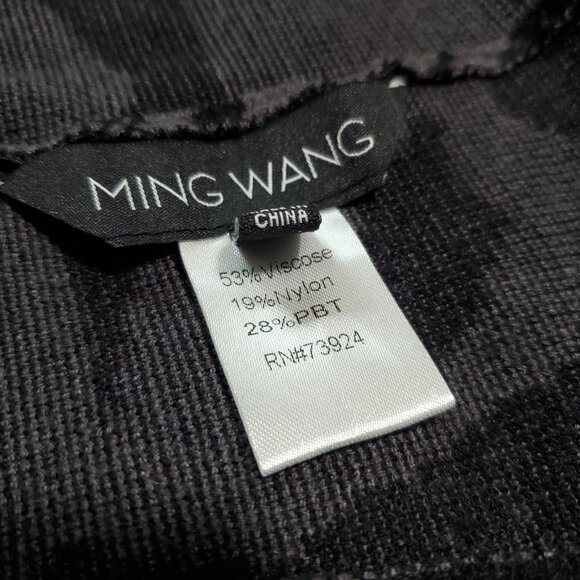 MING WANG
CHINA
53%Viscose
19%Nylon
28%PBT
RN#73924